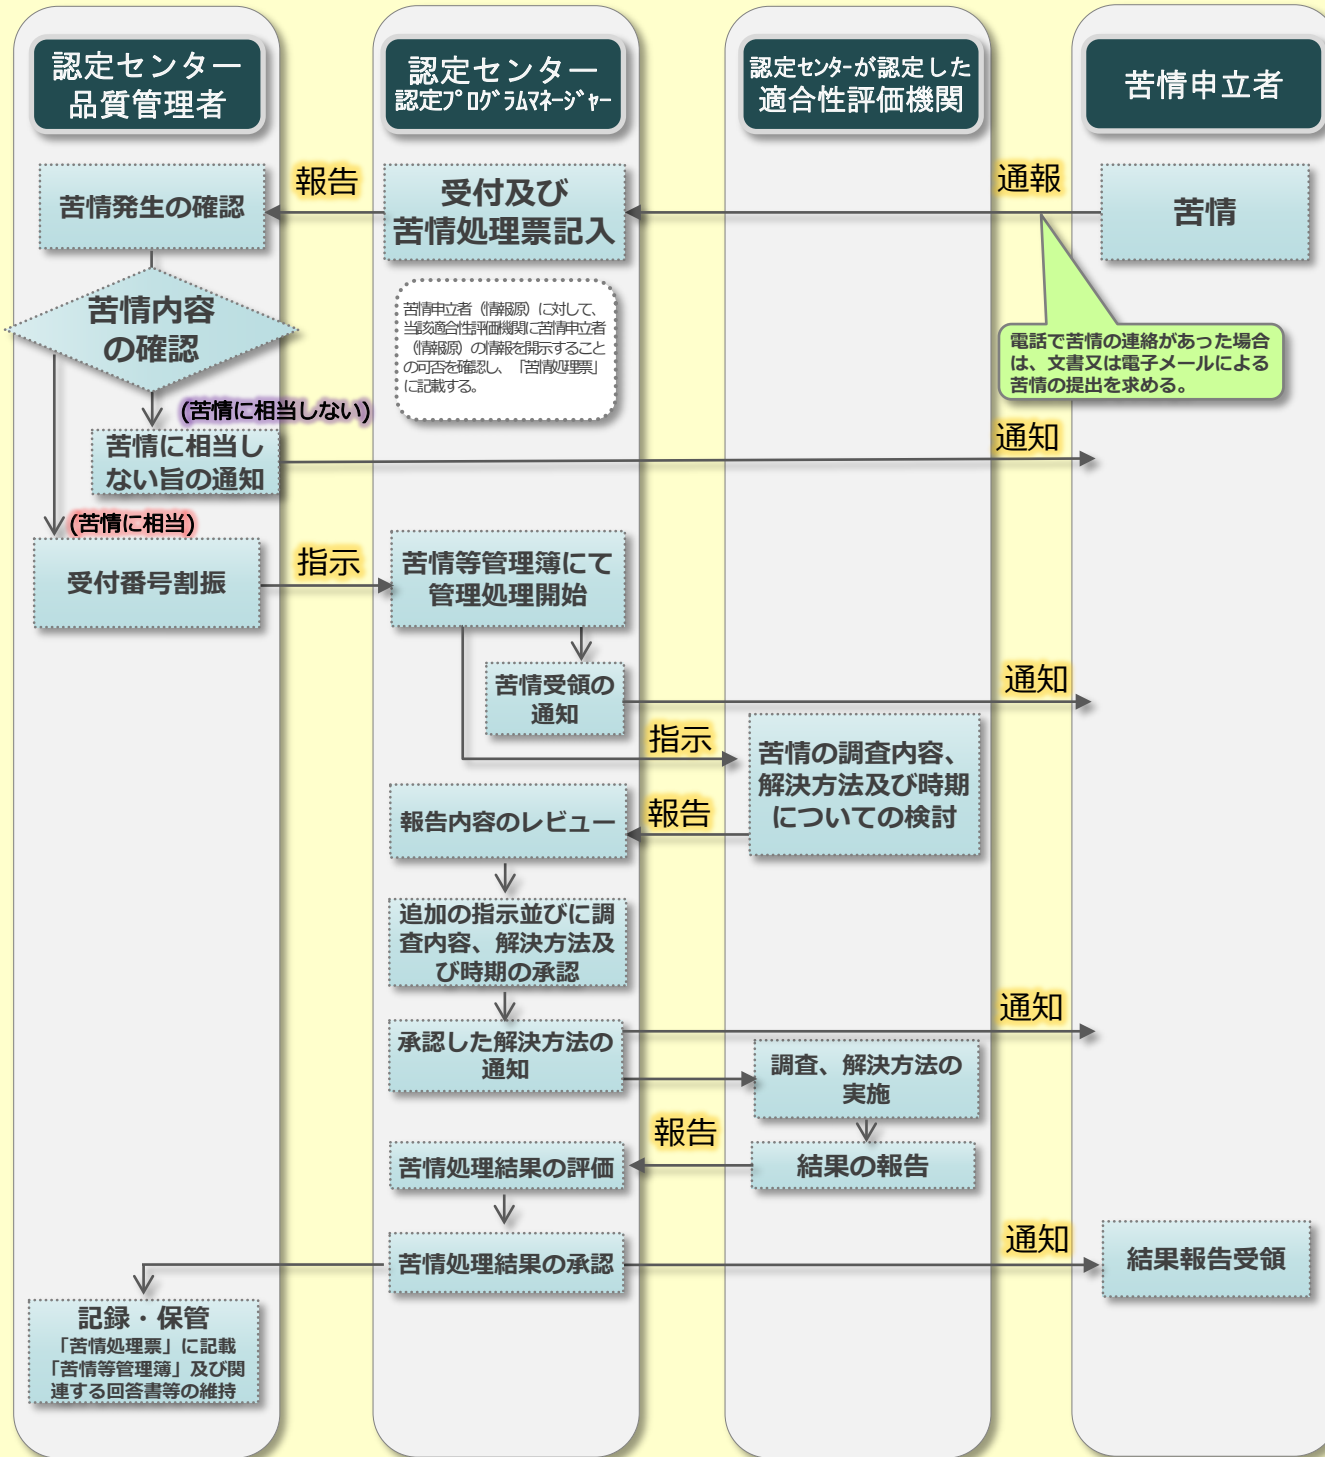 認定センター
品質管理者
認定センター
認定ﾌﾟﾛｸﾞﾗﾑﾏﾈｰｼﾞｬｰ
認定ｾﾝﾀｰが認定した
適合性評価機関
苦情申立者
苦情発生の確認
報告
受付及び
苦情処理票記入
通報
苦情
苦情内容
の確認
苦情申立者（情報源）に対して、
当該適合性評価機関に苦情申立者
（情報源）の情報を開示すること
の可否を確認し、「苦情処理票」
に記載する。
電話で苦情の連絡があった場合
は、文書又は電子メールによる
苦情の提出を求める。
(苦情に相当しない)
苦情に相当し
ない旨の通知
通知
(苦情に相当)
受付番号割振
指示
苦情等管理簿にて
管理処理開始
苦情受領の
通知
通知
指示
苦情の調査内容、
解決方法及び時期
についての検討
報告内容のレビュー
報告
追加の指示並びに調
査内容、解決方法及
び時期の承認
承認した解決方法の
通知
通知
調査、解決方法の
実施
報告
結果の報告
苦情処理結果の評価
苦情処理結果の承認
通知
結果報告受領
記録・保管
「苦情処理票」に記載
「苦情等管理簿」及び関
連する回答書等の維持